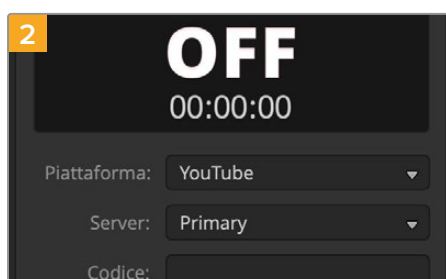 2
OFF
00:00:00
Piattaforma: YouTube
Server: Primary
Codice: